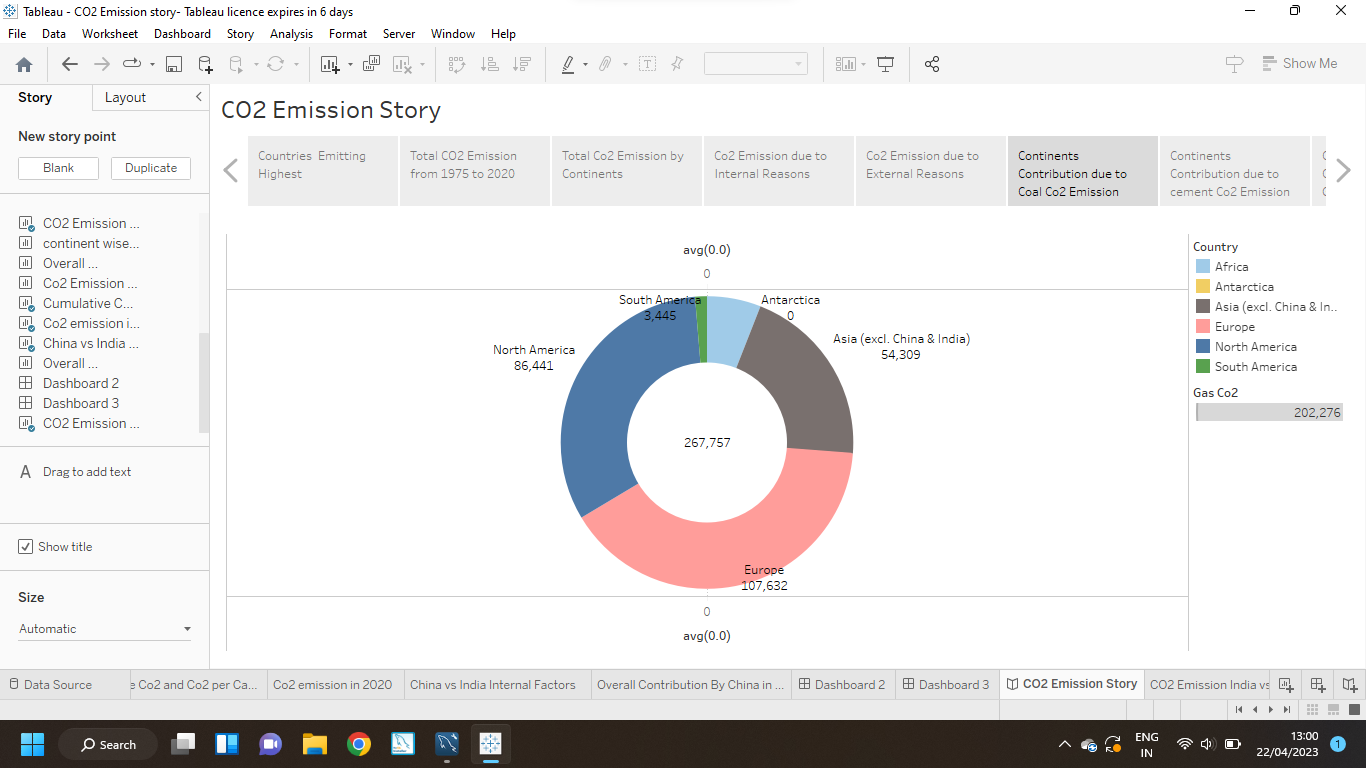 Tableau - CO2 Emission story- Tableau licence expires in 6 days
File Data Worksheet Dashboard Story Analysis Format Server Window Help
Show Me
Story Layout
New story point
Blank Duplicate
CO2 Emission ...
continent wise...
Overall ...
Co2 Emission ...
Cumulative C...
Co2 emission i...
China vs India ...
Overall ...
Dashboard 2
Dashboard 3
CO2 Emission ...
A Drag to add text
Show title
Size
Automatic
CO2 Emission Story
Countries Emitting
Highest
Total CO2 Emission
from 1975 to 2020
Total Co2 Emission by
Continents
Co2 Emission due to
Internal Reasons
Co2 Emission due to
External Reasons
Continents
Contribution due to
Coal Co2 Emission
Continents
Contribution due to
cement Co2 Emission
avg(0.0)
0
South America
3,445
Antarctica
0
Asia (excl. China & India)
54,309
North America
86,441
267,757
Europe
107,632
0
avg(0.0)
Country
Africa
Antarctica
Asia (excl. China & In..
Europe
North America
South America
Gas Co2
202,276
Data Source e Co2 and Co2 per Ca... Co2 emission in 2020 China vs India Internal Factors Overall Contribution By China in ... Dashboard 2 Dashboard 3 CO2 Emission Story CO2 Emission India vs
Search
ENG
IN
13:00
22/04/2023
1